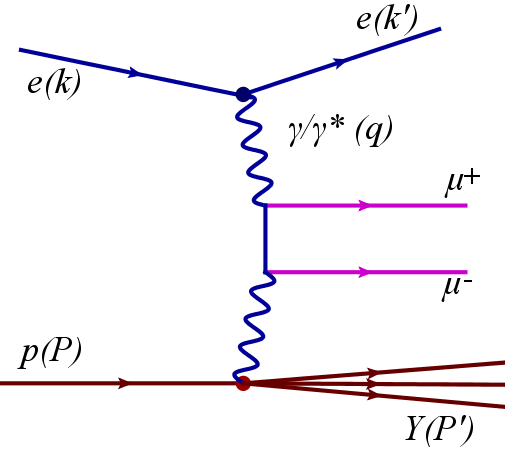 e(k′)
e(k)
γ/γ* (q)
μ+
μ-
p(P)
Y(P′)